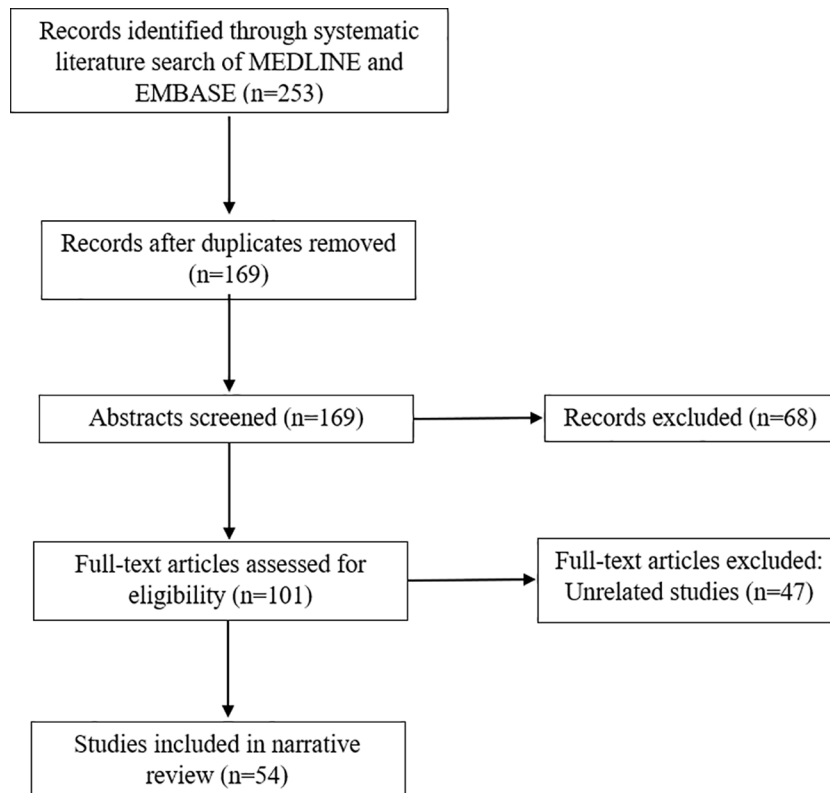 Records identified through systematic
literature search of MEDLINE and
EMBASE (n=253)
Records after duplicates removed
(n=169)
Abstracts screened (n=169)
Records excluded (n=68)
Full-text articles assessed for
eligibility (n=101)
Full-text articles excluded:
Unrelated studies (n=47)
Studies included in narrative
review (n=54)